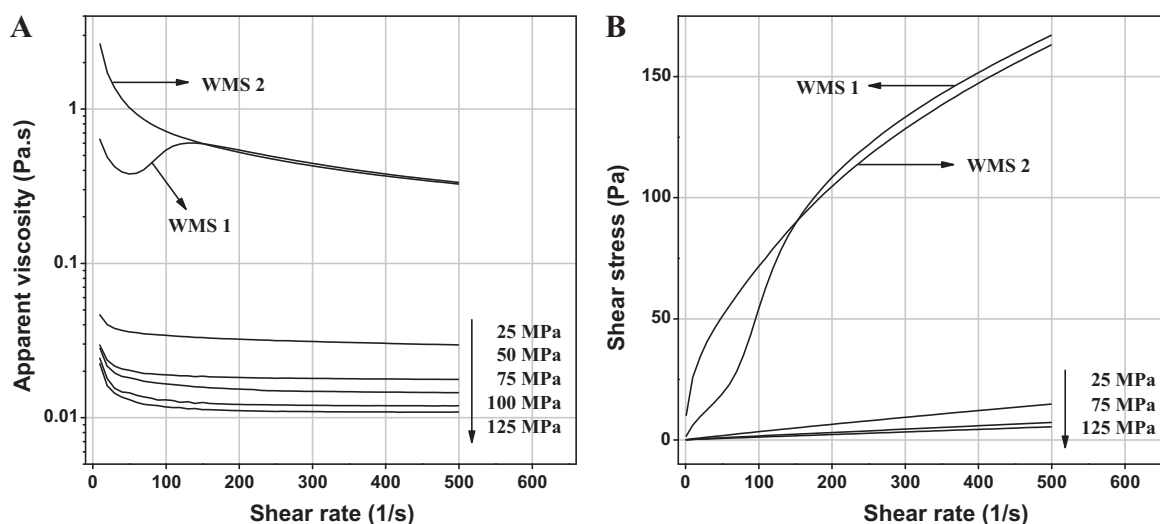 A
Apparent viscosity (Pa.s)
1
0.1
0.01
WMS 2
WMS 1
25 MPa
50 MPa
75 MPa
100 MPa
125 MPa
0 100 200 300 400 500 600
Shear rate (1/s)
B
Shear stress (Pa)
150
100
50
0
WMS 1
WMS 2
25 MPa
75 MPa
125 MPa
0 100 200 300 400 500 600
Shear rate (1/s)